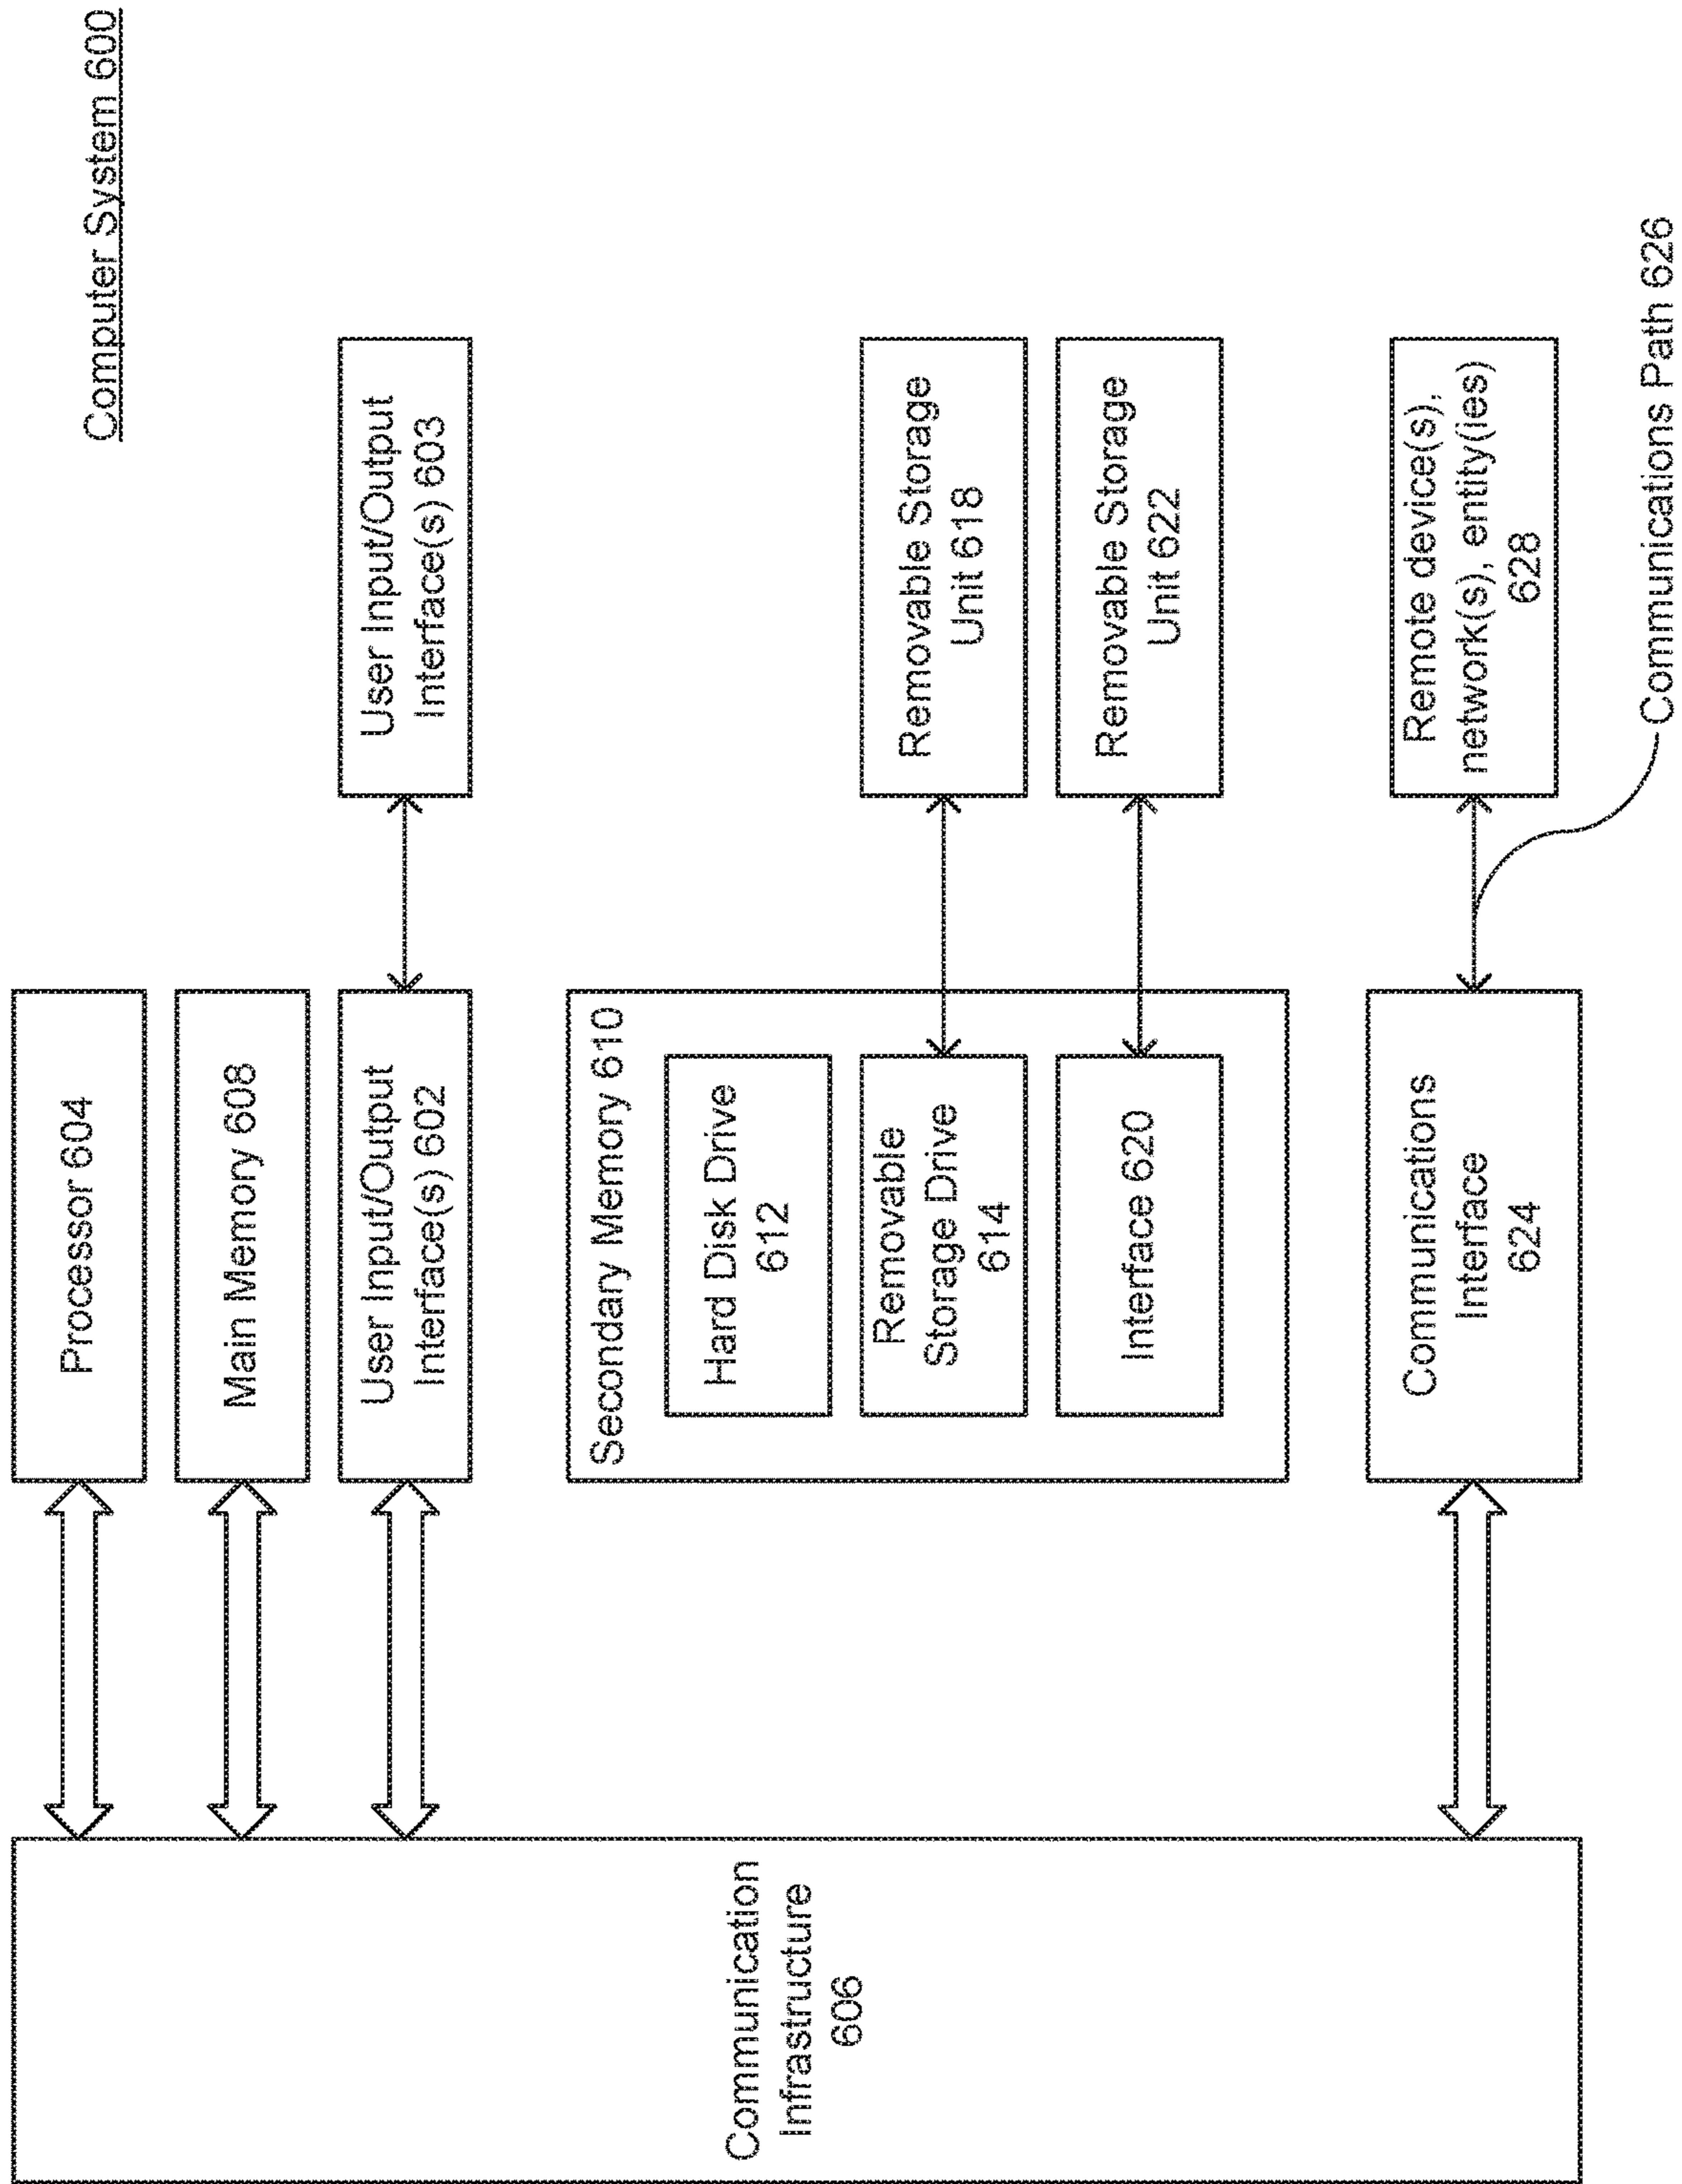 Computer System 600
Processor 604
Main Memory 608
User Input/Output
Interface(s) 602
User Input/Output
Interface(s) 603
Secondary Memory 610
Hard Disk Drive
612
Removable
Storage Drive
614
Removable Storage
Unit 618
Interface 620
Removable Storage
Unit 622
Communication
Infrastructure
606
Communications
Interface
624
Remote device(s),
network(s), entity(ies)
628
Communications Path 626